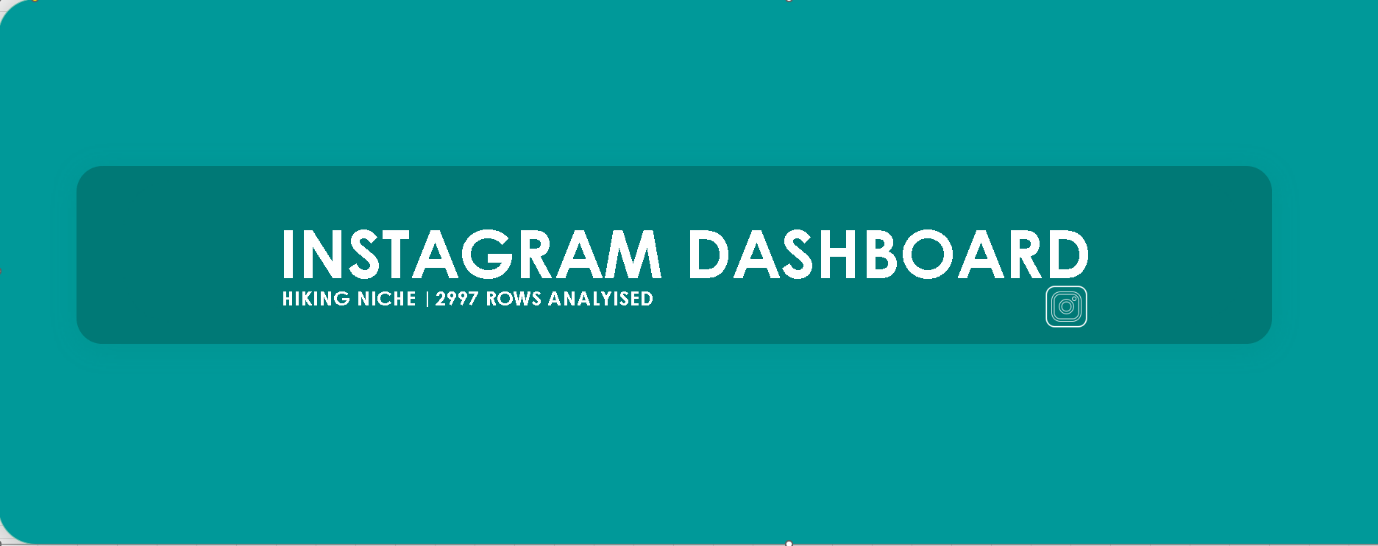 INSTAGRAM DASHBOARD
HIKING NICHE | 2997 ROWS ANALYISED